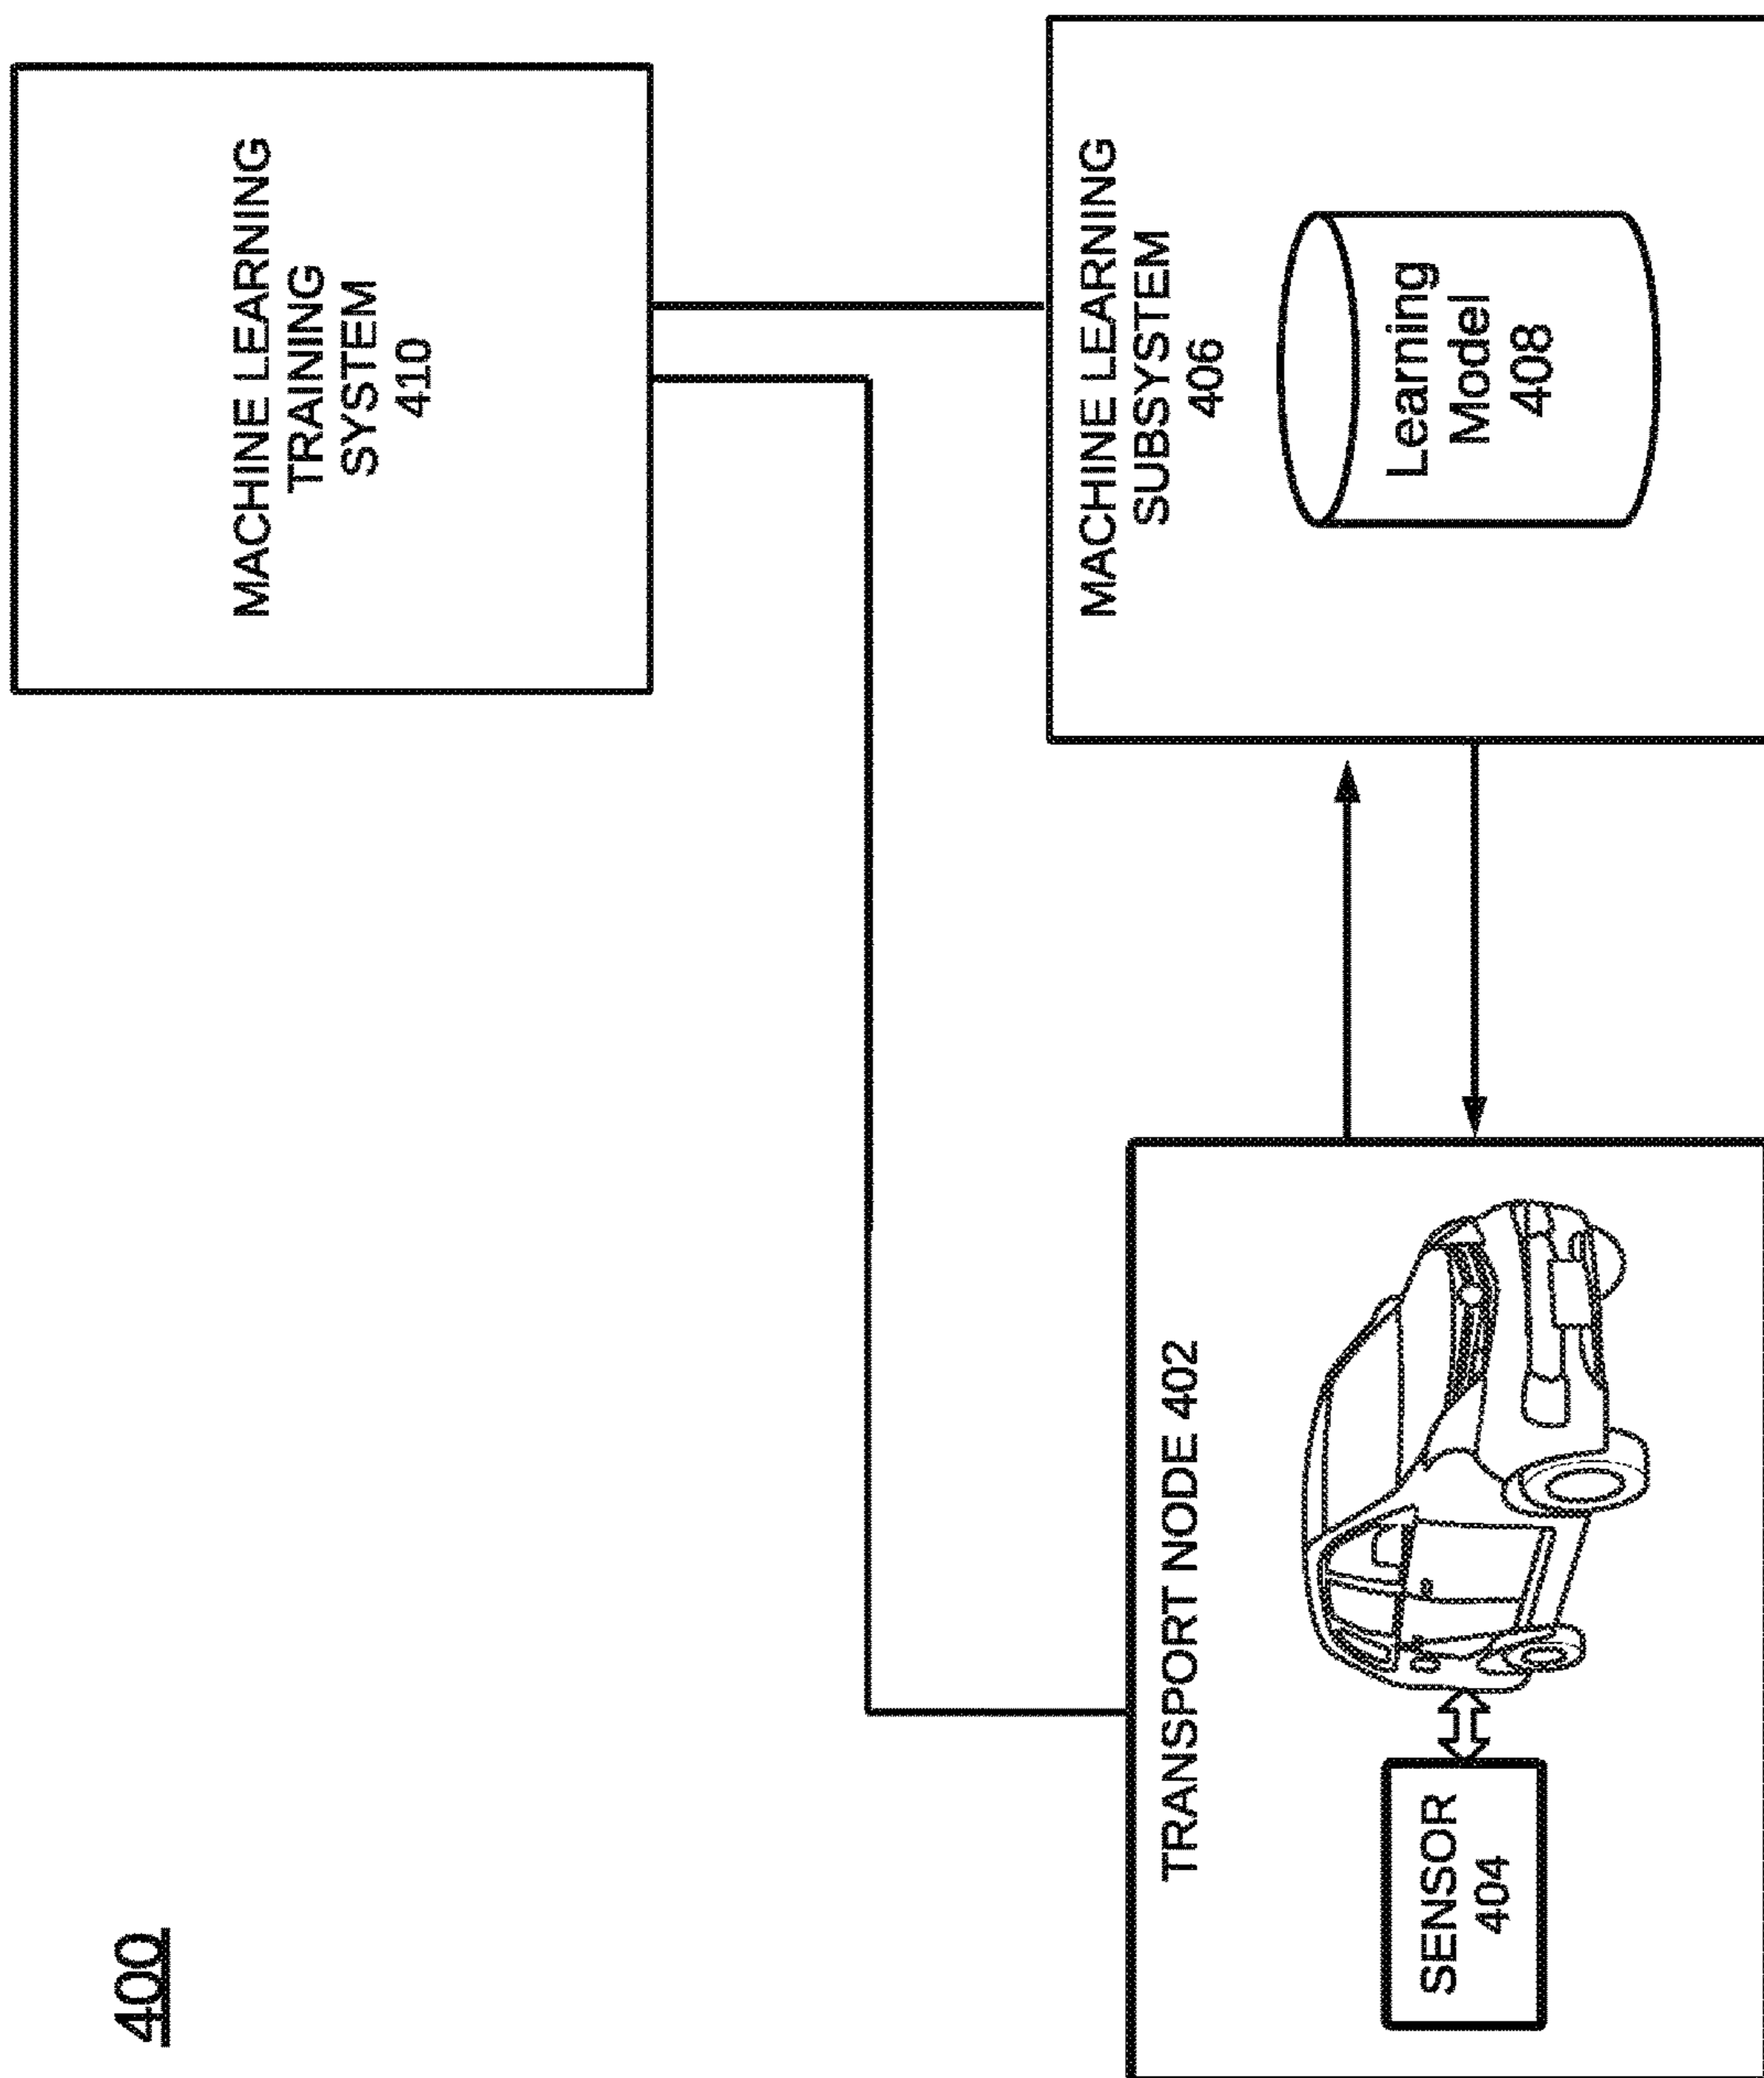 400
MACHINE LEARNING
TRAINING
SYSTEM
410
TRANSPORT NODE 402
SENSOR
404
MACHINE LEARNING
SUBSYSTEM
406
Learning
Model
408